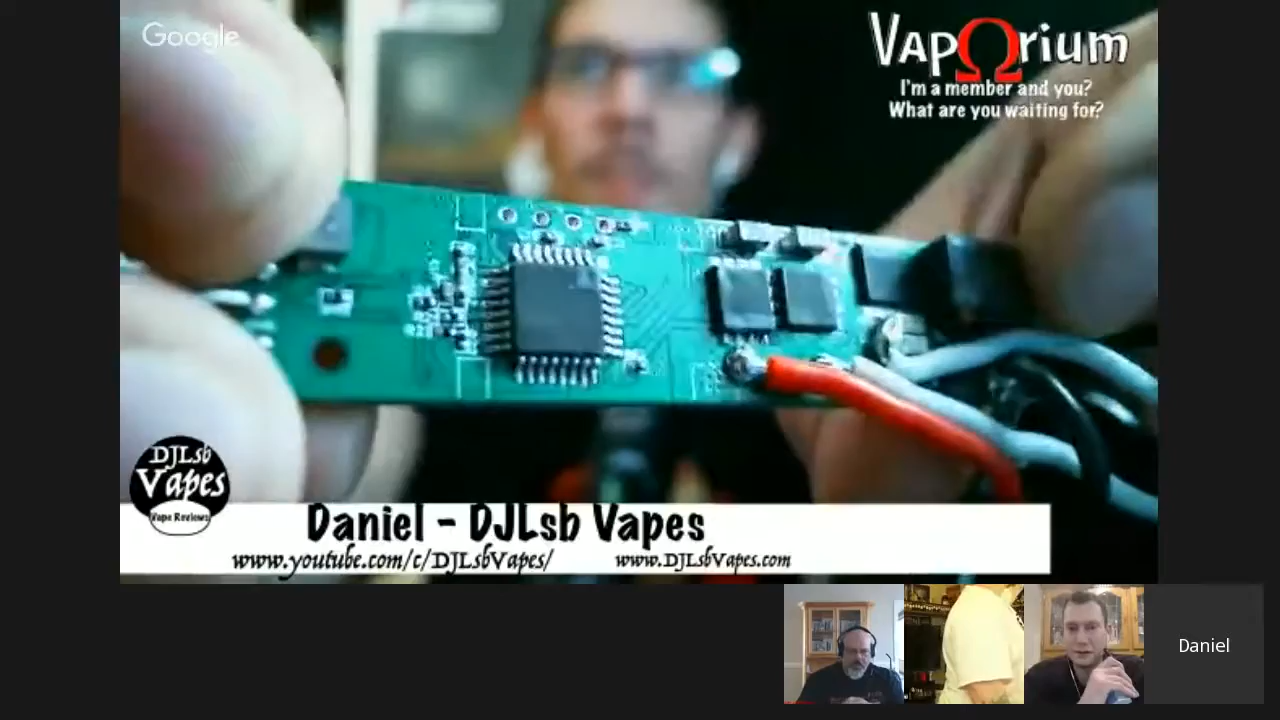 Google
VapΩrium
I'm a member and you?
What are you waiting for?
DJLsb
Vapes
Vape Reviews
Daniel - DJLsb Vapes
www.youtube.com/c/DJLsbVapes/
www.DJLsbVapes.com
Daniel